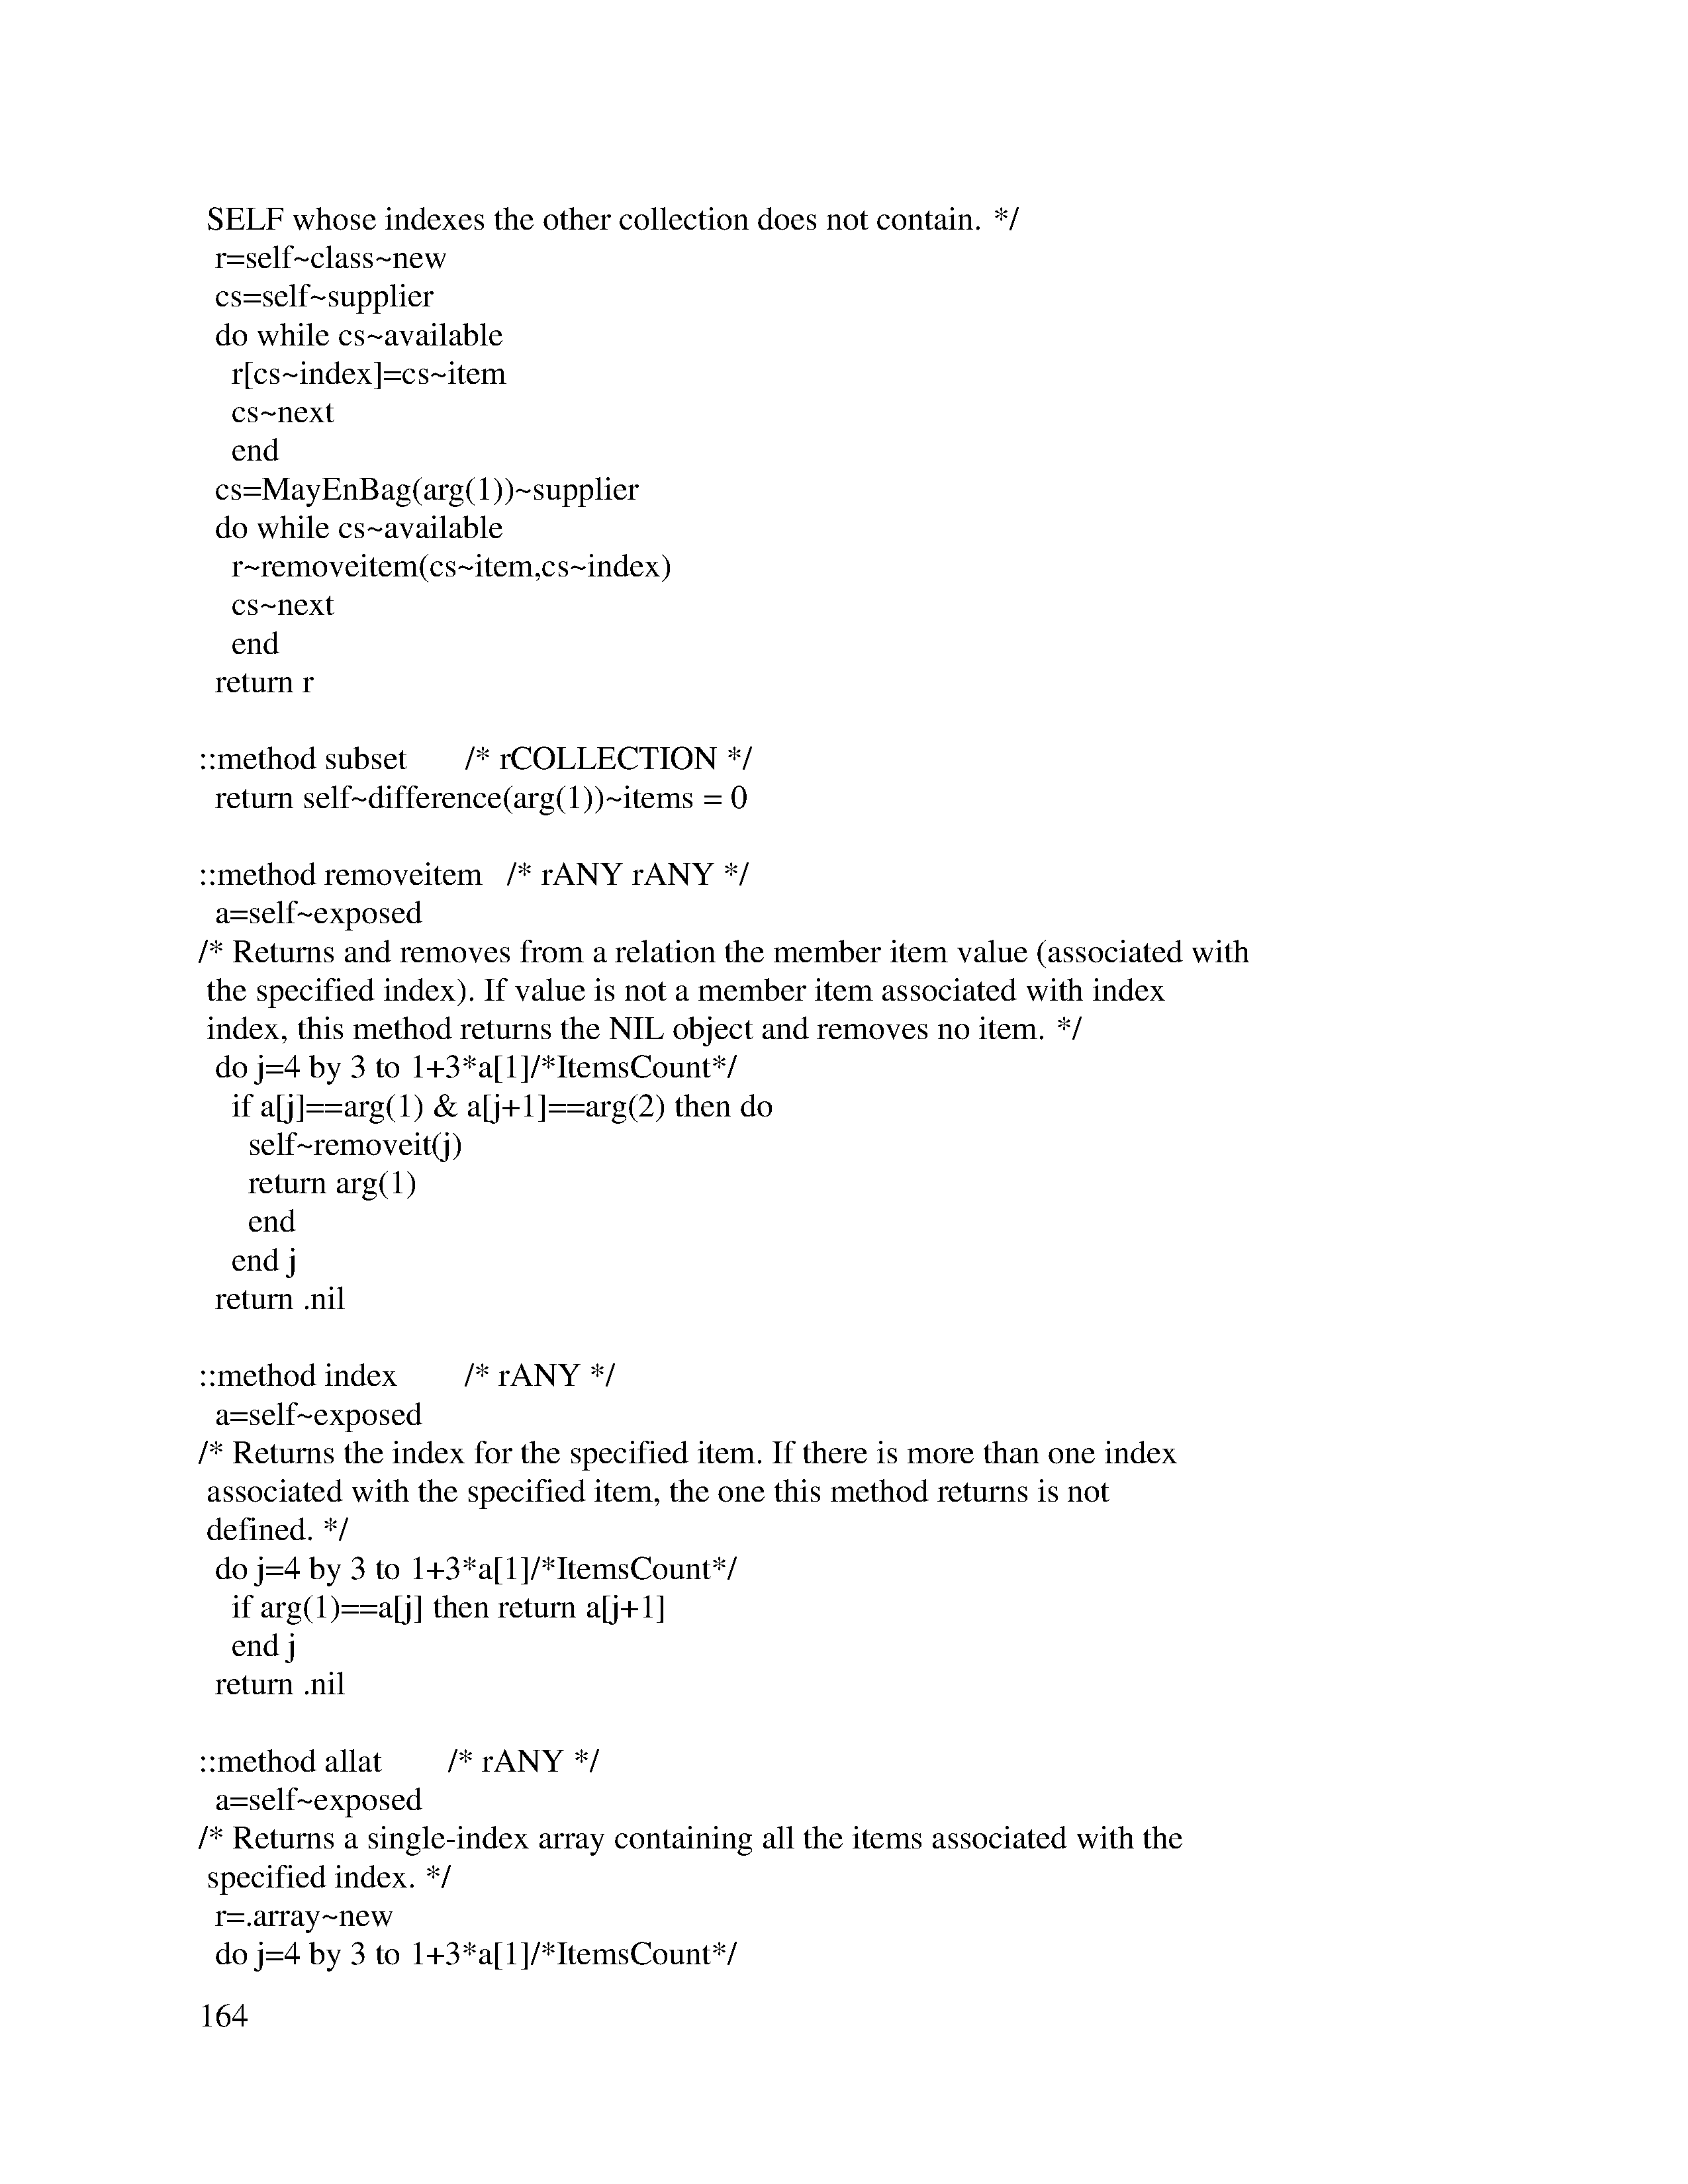 SELF whose indexes the other collection does not contain. */
r=self~class~new
cs=self~supplier
do while cs~available
r[cs~index]=cs~item
cs~next
end
cs=MayEnBag(arg(1))~supplier
do while cs~available
r~removeitem(cs~item,cs~index)
cs~next
end
return r
::method subset /* rCOLLECTION */
return self~difference(arg(1))~items = 0
::method removeitem /* rANY rANY */
a=self~exposed
/* Returns and removes from a relation the member item value (associated with
the specified index). If value is not a member item associated with index
index, this method returns the NIL object and removes no item. */
do j=4 by 3 to 1+3*a[1]/*ItemsCount*/
if a[j]==arg(1) & a[j+1]==arg(2) then do
self~removeit(j)
return arg(1)
end
end j
return .nil
::method index /* rANY */
a=self~exposed
/* Returns the index for the specified item. If there is more than one index
associated with the specified item, the one this method returns is not
defined. */
do j=4 by 3 to 1+3*a[1]/*ItemsCount*/
if arg(1)==a[j] then return a[j+1]
end j
return .nil
::method allat /* rANY */
a=self~exposed
/* Returns a single-index array containing all the items associated with the
specified index. */
r=.array~new
do j=4 by 3 to 1+3*a[1]/*ItemsCount*/
164